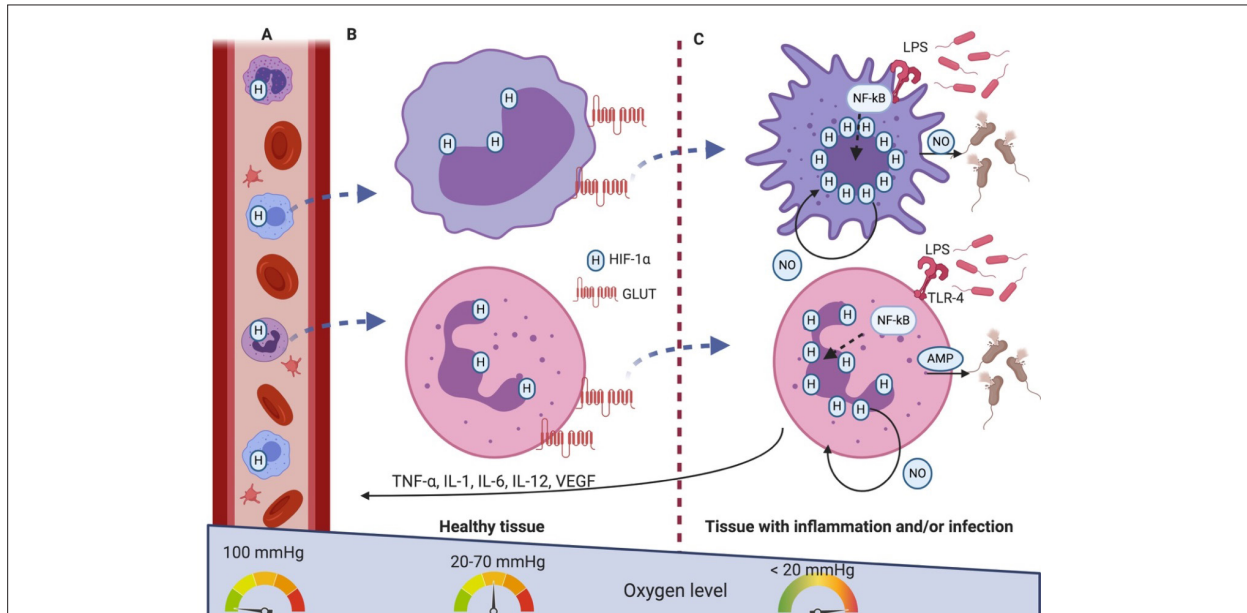 A
B
C
H
H
H
H
H
H
H
H
H
H
LPS
NF-kB
H
H
H
H
H
H
H
H
H
H
NO
NO
H HIF-1α
GLUT
LPS
TLR-4
NF-kB
H
H
H
H
H
H
H
H
AMP
NO
TNF-α, IL-1, IL-6, IL-12, VEGF
Healthy tissue
Tissue with inflammation and/or infection
100 mmHg
20-70 mmHg
Oxygen level
< 20 mmHg